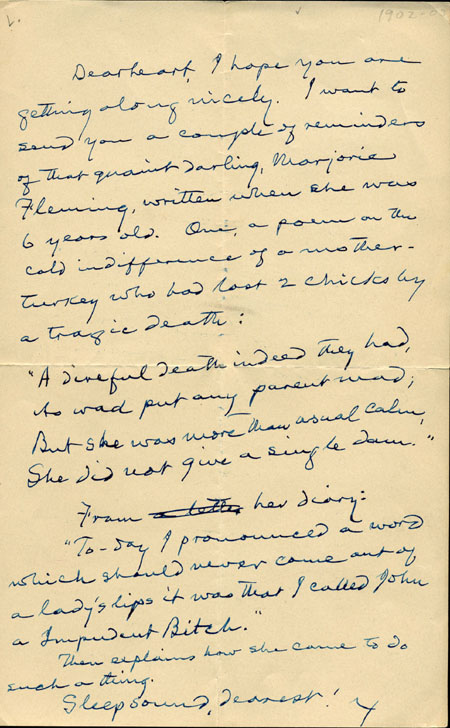 1902-0
Dearheart, I hope you are
getting along nicely. I want to
send you a couple of reminders
of that quaint darling, Marjorie
Fleming, written when she was
6 years old. One, a poem on the
cold indifference of a mother-
turkey who had lost 2 chicks by
a tragic death:
"A direful death indeed they had,
As wad put any parent mad;
But she was more than usual calm,
She did not give a single dam."
From a letter her diary:
"To-day I pronounced a word
which should never come out of
a lady's lips it was that I called John
a Impudent Bitch."
Then explains how she came to do
such a thing.
Sleep sound, dearest!